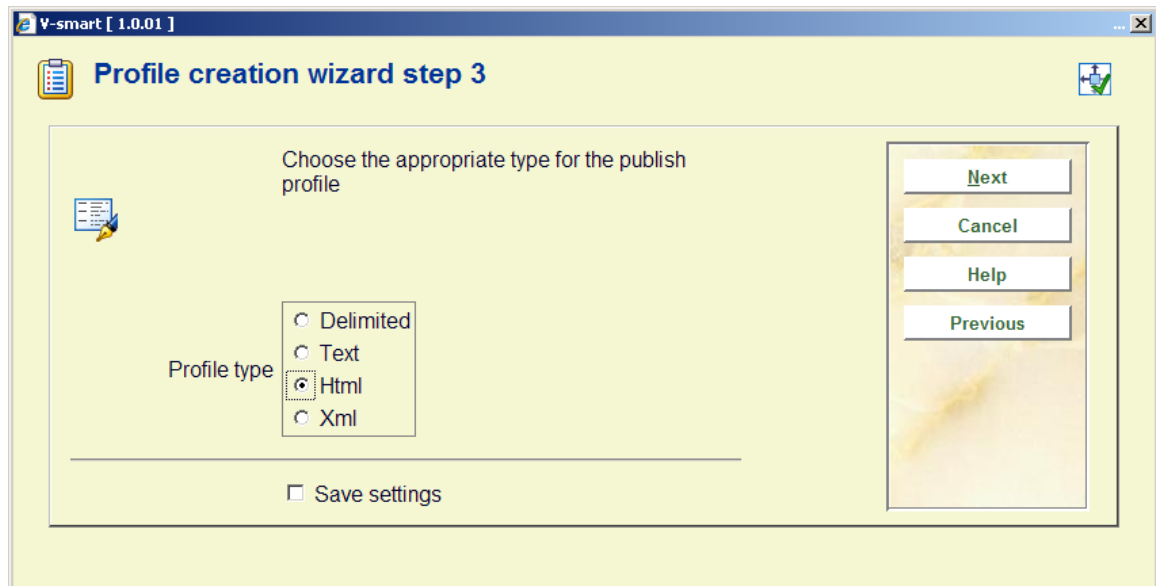 V-smart [ 1.0.01 ]
...
Profile creation wizard step 3
Choose the appropriate type for the publish
profile
Next
Cancel
Help
Previous
Profile type
Delimited
Text
Html
Xml
Save settings